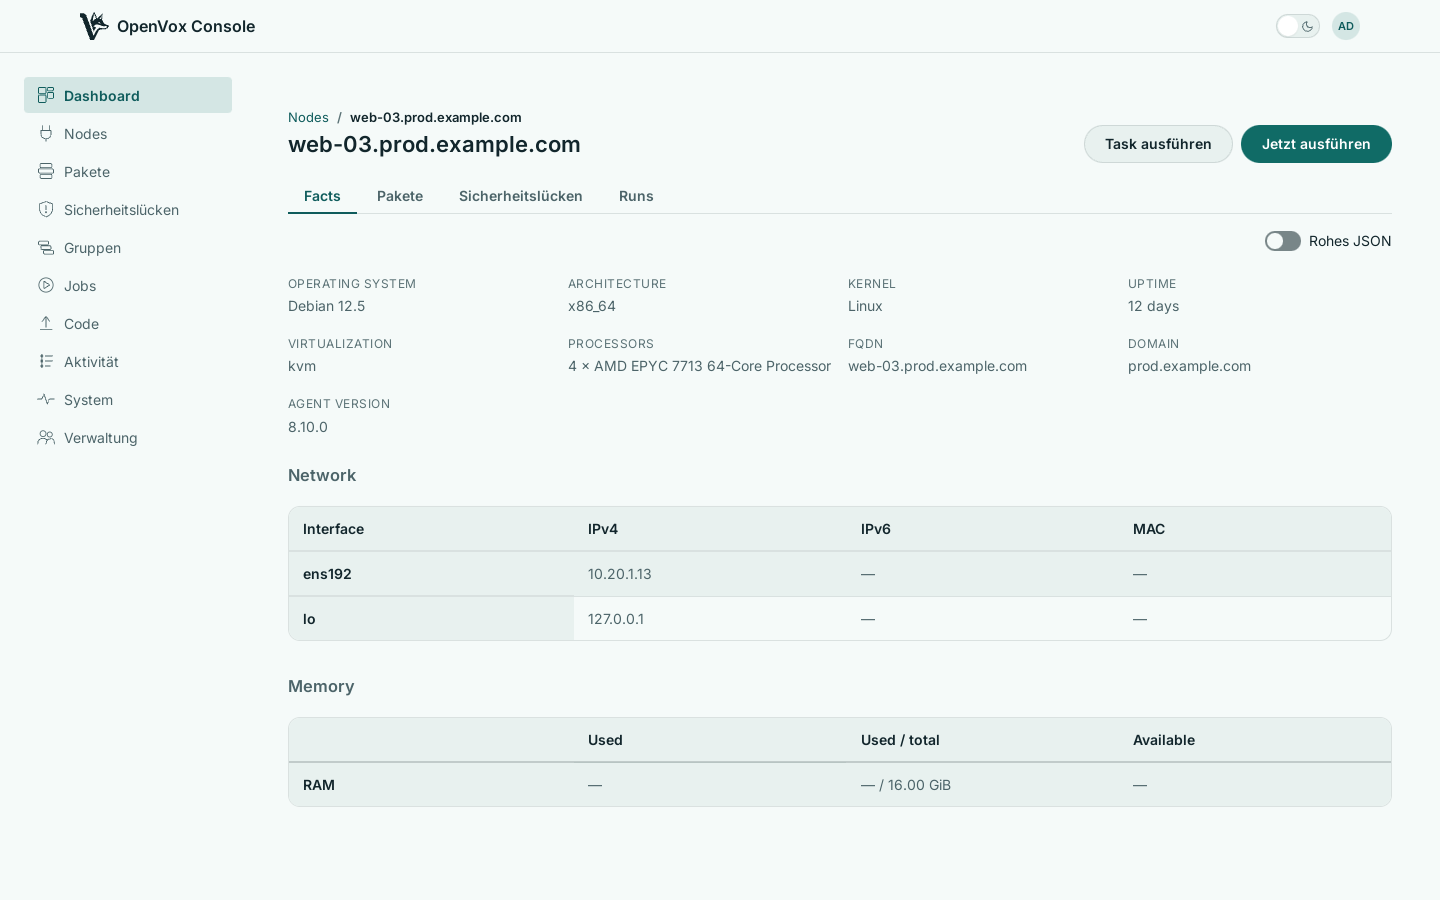 OpenVox Console
AD
Dashboard
Nodes
Pakete
Sicherheitslücken
Gruppen
Jobs
Code
Aktivität
System
Verwaltung
Nodes / web-03.prod.example.com
web-03.prod.example.com
Task ausführen
Jetzt ausführen
Facts Pakete Sicherheitslücken Runs
Rohes JSON
OPERATING SYSTEM ARCHITECTURE KERNEL UPTIME
Debian 12.5 x86_64 Linux 12 days
VIRTUALIZATION PROCESSORS FQDN DOMAIN
kvm 4 × AMD EPYC 7713 64-Core Processor web-03.prod.example.com prod.example.com
AGENT VERSION
8.10.0
Network
Interface IPv4 IPv6 MAC
ens192 10.20.1.13 — —
lo 127.0.0.1 — —
Memory
Used Used / total Available
RAM — — / 16.00 GiB —